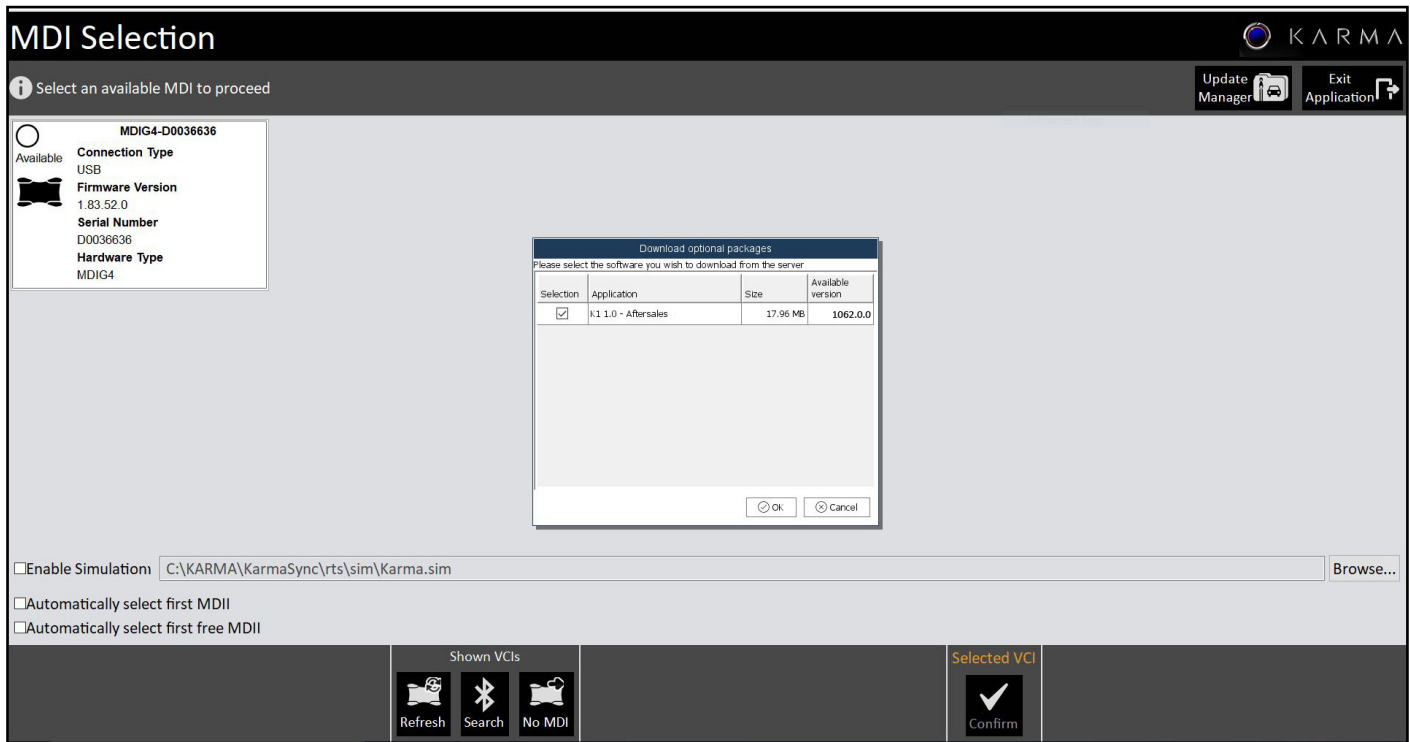 MDI Selection
KARMA
Select an available MDI to proceed
Update
Manager
Exit
Application
MDIG4-D0036636
Available
Connection Type
USB
Firmware Version
1.83.52.0
Serial Number
D0036636
Hardware Type
MDIG4
Download optional packages
Please select the software you wish to download from the server
Selection Application Size Available version
K1 1.0 - Aftersales 17.96 MB 1062.0.0
Ok Cancel
Enable Simulation: C:\KARMA\KarmaSync\rts\sim\Karma.sim Browse...
Automatically select first MDII
Automatically select first free MDII
Shown VCIs
Refresh Search No MDI
Selected VCI
Confirm